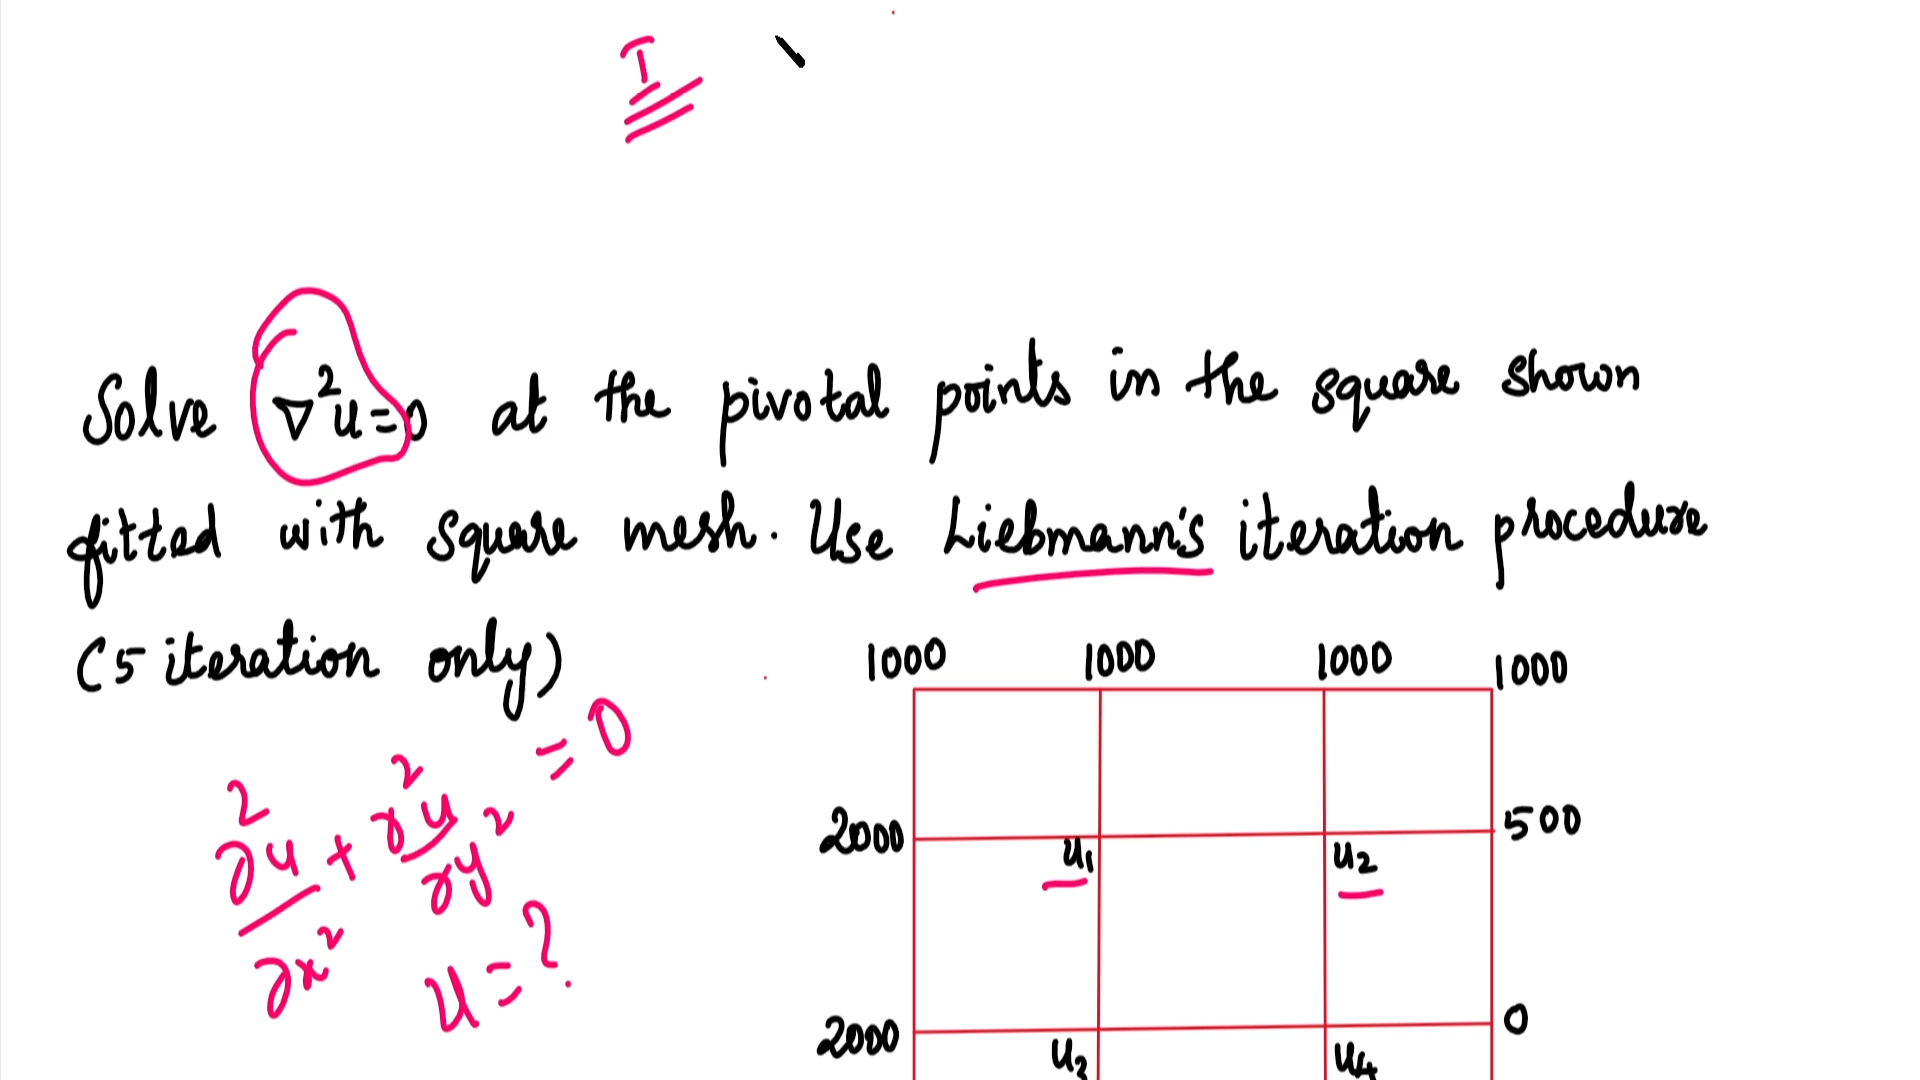 I
Solve ∇²u=0 at the pivotal points in the square shown
fitted with square mesh. Use Liebmann's iteration procedure
(5 iteration only)
1000 1000 1000 1000
∂²u/∂x² + ∂²u/∂y² = 0
2000 u₁ u₂ 500
u = ?
2000 u₃ u₄ 0